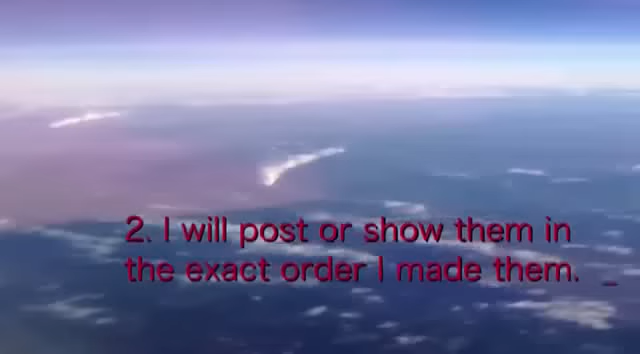 2. I will post or show them in
the exact order I made them. _